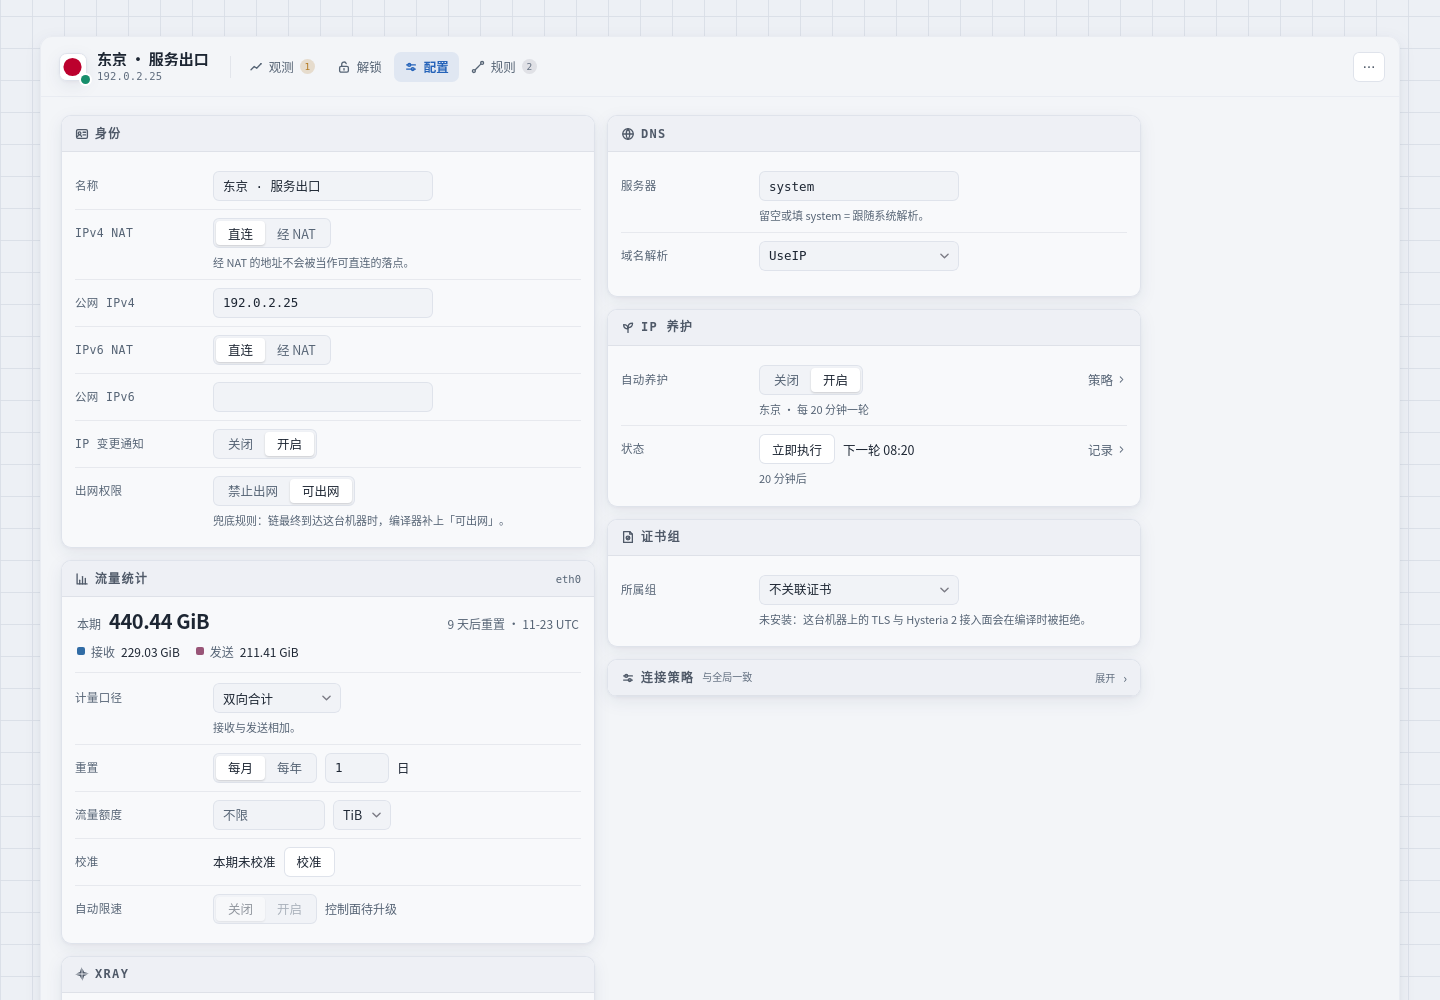 东京 · 服务出口
192.0.2.25
观测 1
解锁
配置
规则 2
···
身份
名称
东京 · 服务出口
IPv4 NAT
直连 经 NAT
经 NAT 的地址不会被当作可直连的落点。
公网 IPv4
192.0.2.25
IPv6 NAT
直连 经 NAT
公网 IPv6
IP 变更通知
关闭 开启
出网权限
禁止出网 可出网
兜底规则：链最终到达这台机器时，编译器补上「可出网」。
流量统计
eth0
本期 440.44 GiB
9 天后重置 · 11-23 UTC
接收 229.03 GiB 发送 211.41 GiB
计量口径
双向合计
接收与发送相加。
重置
每月 每年 1 日
流量额度
不限 TiB
校准
本期未校准 校准
自动限速
关闭 开启 控制面待升级
XRAY
DNS
服务器
system
留空或填 system = 跟随系统解析。
域名解析
UseIP
IP 养护
自动养护
关闭 开启
策略 ›
东京 · 每 20 分钟一轮
状态
立即执行 下一轮 08:20
记录 ›
20 分钟后
证书组
所属组
不关联证书
未安装：这台机器上的 TLS 与 Hysteria 2 接入面会在编译时被拒绝。
连接策略 与全局一致
展开 ›